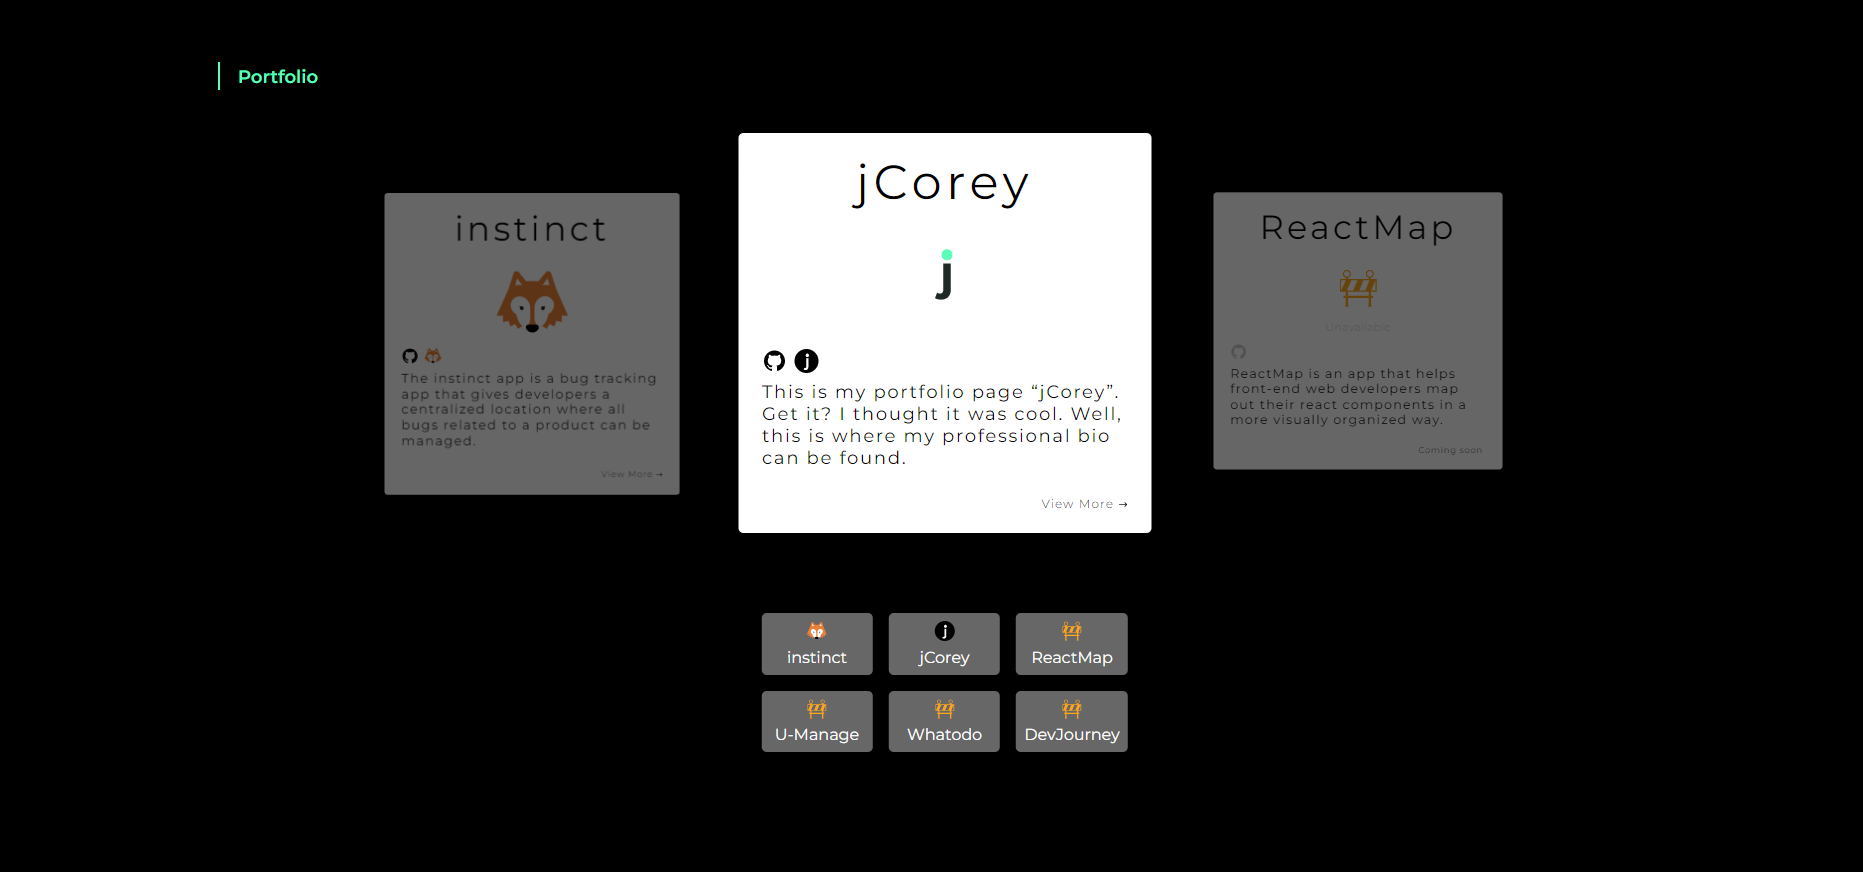 Portfolio
instinct
The instinct app is a bug tracking
app that gives developers a
centralized location where all
bugs related to a product can be
managed.
View More →
jCorey
j
j
This is my portfolio page “jCorey”.
Get it? I thought it was cool. Well,
this is where my professional bio
can be found.
View More →
ReactMap
Unavailable
ReactMap is an app that helps
front-end web developers map
out their react components in a
more visually organized way.
Coming soon
instinct
j
jCorey
ReactMap
U-Manage
Whatodo
DevJourney